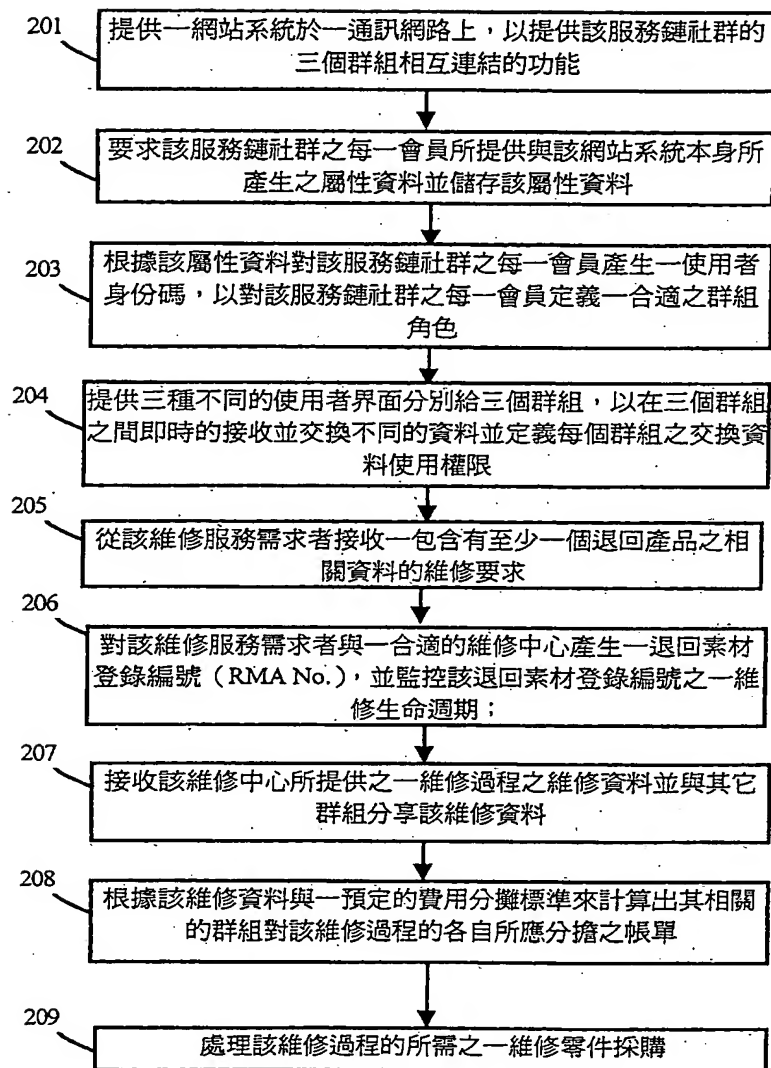 201
提供一網站系統於一通訊網路上，以提供該服務鏈社群的
三個群組相互連結的功能
202
要求該服務鏈社群之每一會員所提供與該網站系統本身所
產生之屬性資料並儲存該屬性資料
203
根據該屬性資料對該服務鏈社群之每一會員產生一使用者
身份碼，以對該服務鏈社群之每一會員定義一合適之群組
角色
204
提供三種不同的使用者界面分別給三個群組，以在三個群組
之間即時的接收並交換不同的資料並定義每個群組之交換資
料使用權限
205
從該維修服務需求者接收一包含有至少一個退回產品之相
關資料的維修要求
206
對該維修服務需求者與一合適的維修中心產生一退回素材
登錄編號（RMA No.），並監控該退回素材登錄編號之一維
修生命週期；
207
接收該維修中心所提供之一維修過程之維修資料並與其它
群組分享該維修資料
208
根據該維修資料與一預定的費用分攤標準來計算出其相關
的群組對該維修過程的各自所應分擔之帳單
209
處理該維修過程的所需之一維修零件採購